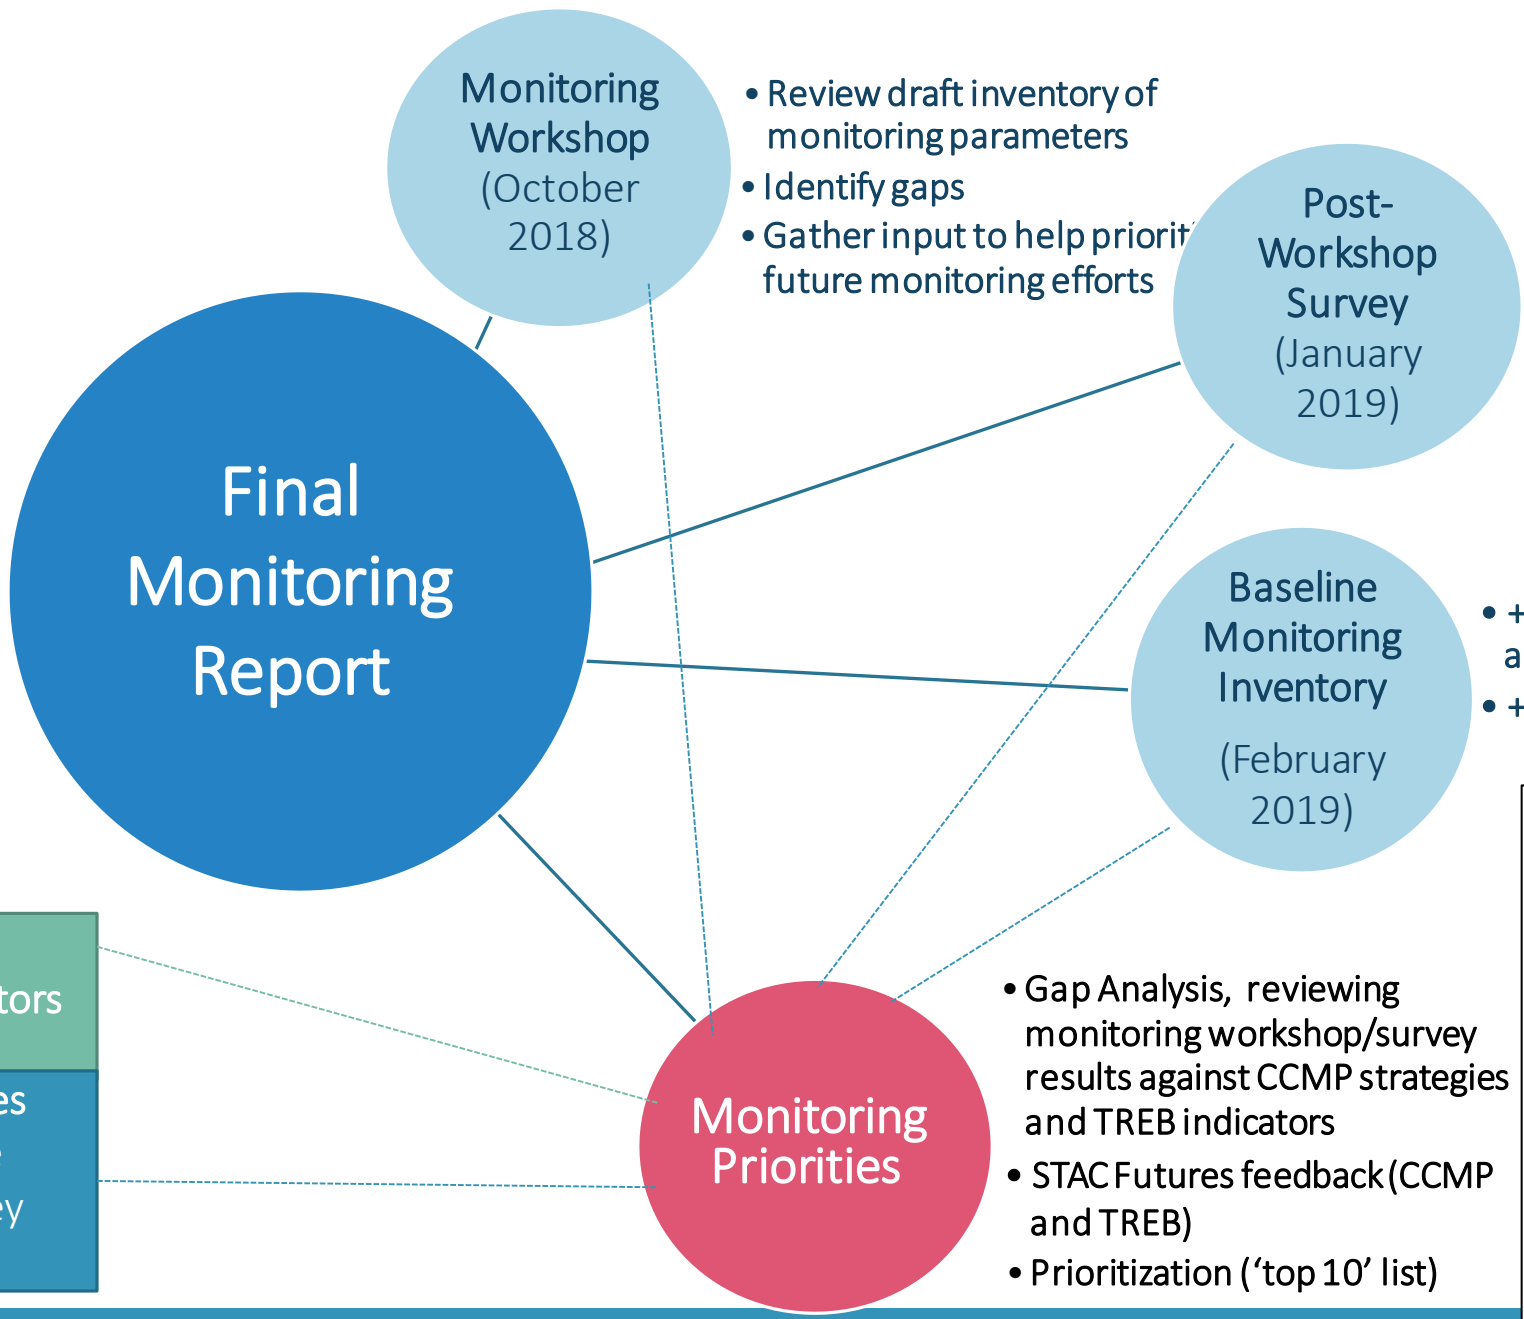 Monitoring
Workshop
(October
2018)
• Review draft inventory of
monitoring parameters
• Identify gaps
• Gather input to help priorit
future monitoring efforts
Post-
Workshop
Survey
(January
2019)
Final
Monitoring
Report
Baseline
Monitoring
Inventory
(February
2019)
• +
a
• +
tors
es
ey
Monitoring
Priorities
• Gap Analysis, reviewing
monitoring workshop/survey
results against CCMP strategies
and TREB indicators
• STAC Futures feedback (CCMP
and TREB)
• Prioritization (‘top 10’ list)